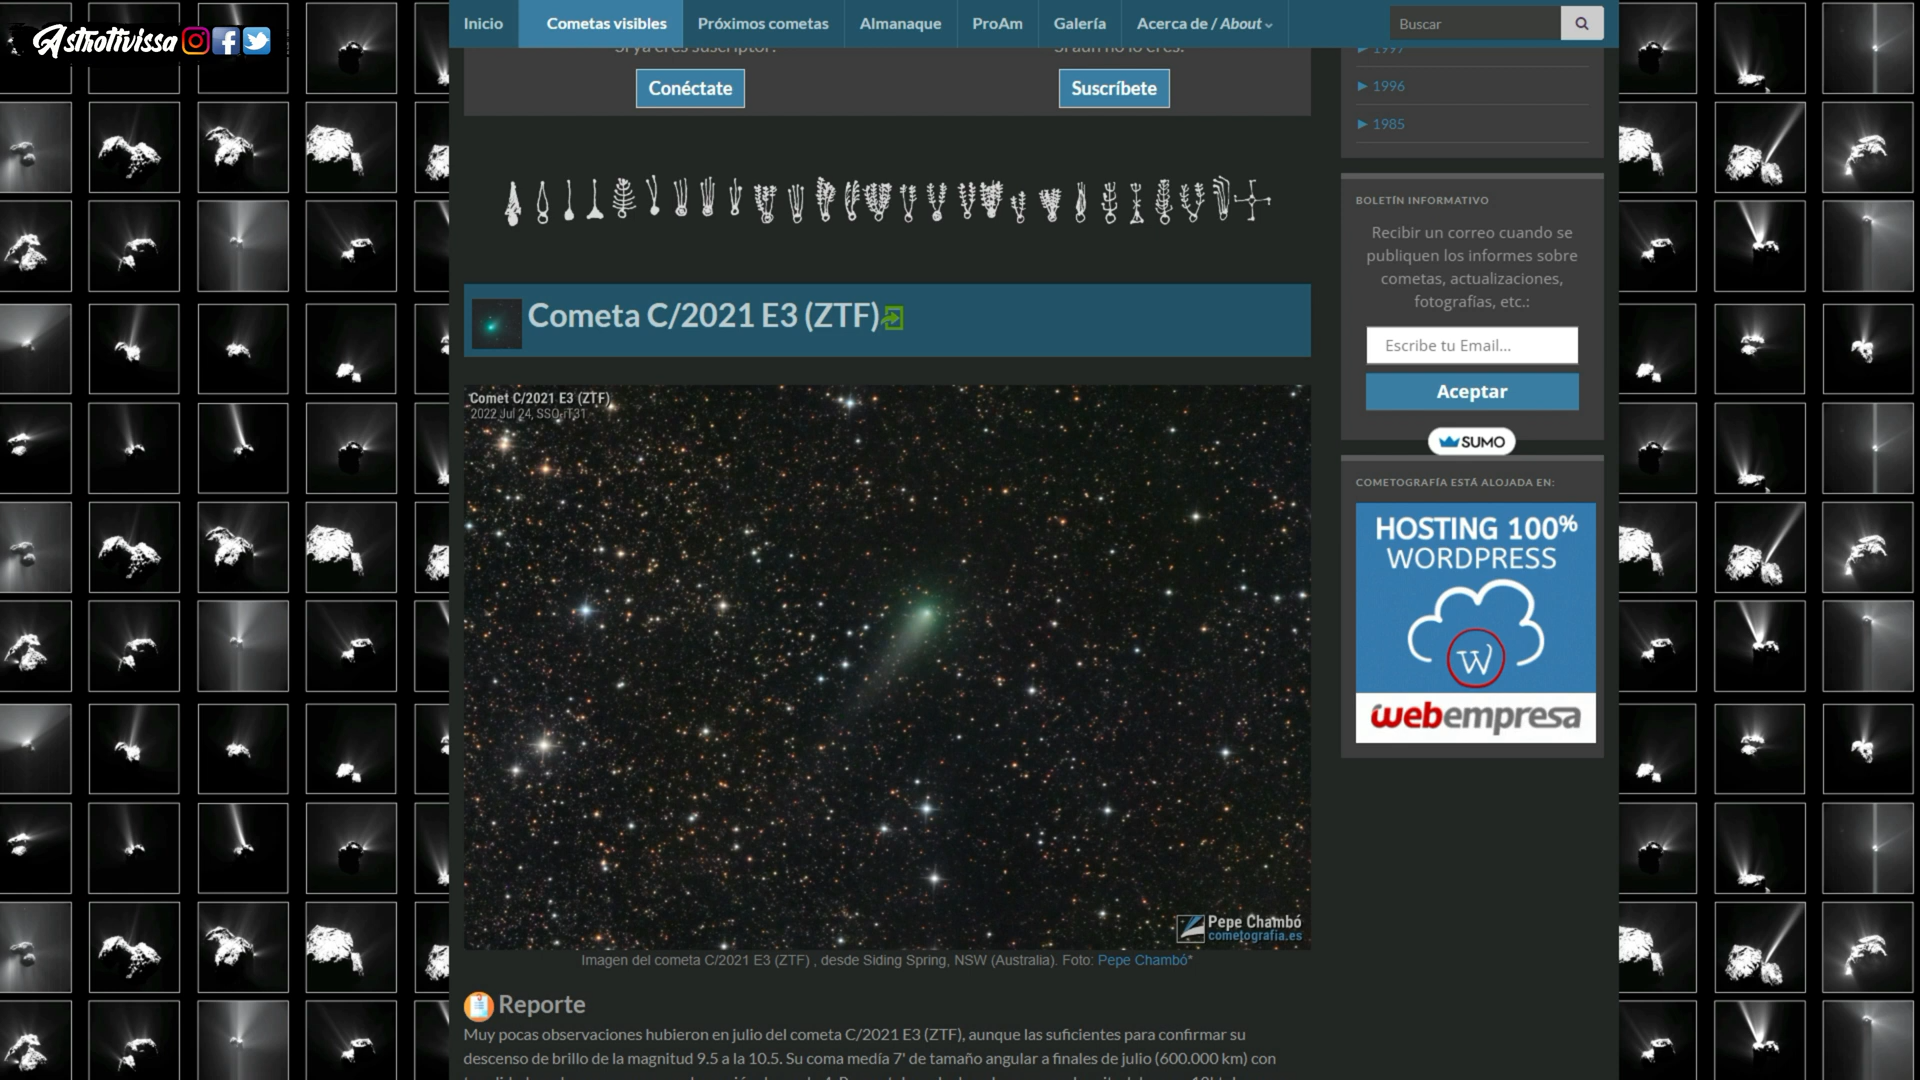 Astroivissa
Inicio
Cometas visibles
Próximos cometas
Almanaque
ProAm
Galería
Acerca de / About
Buscar
Conéctate
Suscríbete
► 1997
► 1996
► 1985
BOLETÍN INFORMATIVO
Recibir un correo cuando se
publiquen los informes sobre
cometas, actualizaciones,
fotografías, etc.:
Escribe tu Email...
Aceptar
SUMO
COMETOGRAFÍA ESTÁ ALOJADA EN:
HOSTING 100%
WORDPRESS
W
webempresa
Cometa C/2021 E3 (ZTF)
Comet C/2021 E3 (ZTF)
2022 Jul 24, SSO-iT31
Pepe Chambó
cometografia.es
Imagen del cometa C/2021 E3 (ZTF) , desde Siding Spring, NSW (Australia). Foto: Pepe Chambó*
Reporte
Muy pocas observaciones hubieron en julio del cometa C/2021 E3 (ZTF), aunque las suficientes para confirmar su
descenso de brillo de la magnitud 9.5 a la 10.5. Su coma medía 7' de tamaño angular a finales de julio (600.000 km) con